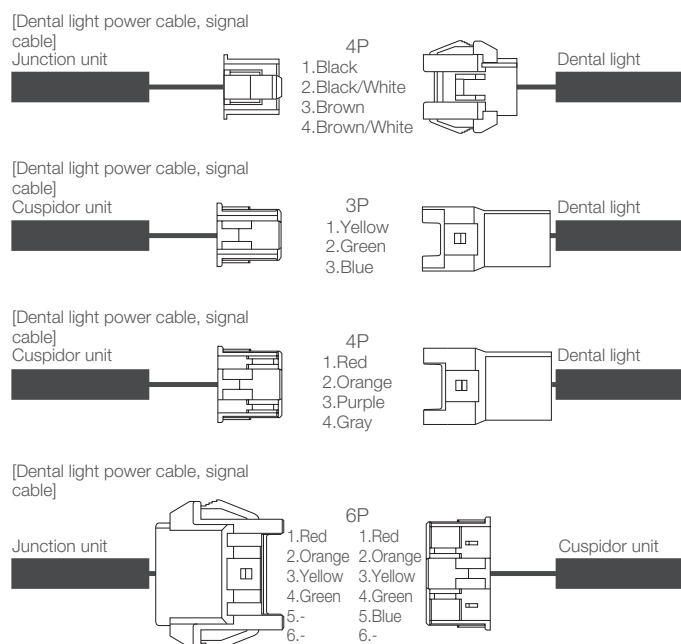 [Dental light power cable, signal
cable]
Junction unit
4P
1.Black
2.Black/White
3.Brown
4.Brown/White
Dental light
[Dental light power cable, signal
cable]
Cuspidor unit
3P
1.Yellow
2.Green
3.Blue
Dental light
[Dental light power cable, signal
cable]
Cuspidor unit
4P
1.Red
2.Orange
3.Purple
4.Gray
Dental light
[Dental light power cable, signal
cable]
Junction unit
6P
1.Red 1.Red
2.Orange 2.Orange
3.Yellow 3.Yellow
4.Green 4.Green
5.- 5.Blue
6.- 6.-
Cuspidor unit